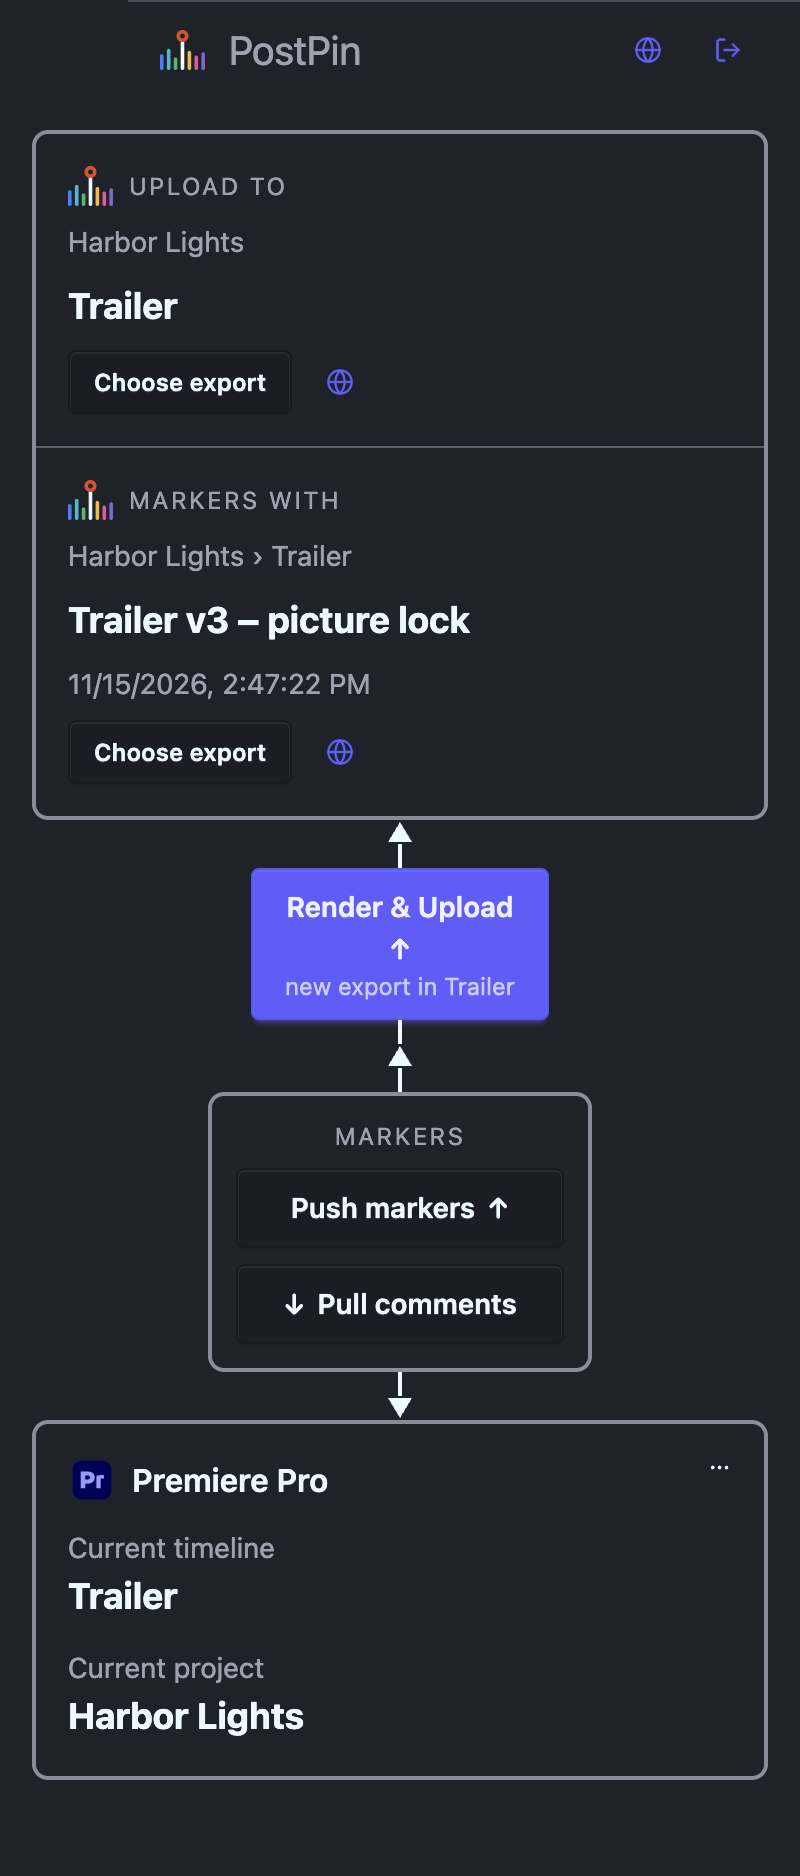 PostPin
UPLOAD TO
Harbor Lights
Trailer
Choose export
MARKERS WITH
Harbor Lights › Trailer
Trailer v3 – picture lock
11/15/2026, 2:47:22 PM
Choose export
Render & Upload
↑
new export in Trailer
MARKERS
Push markers ↑
↓ Pull comments
Pr Premiere Pro
...
Current timeline
Trailer
Current project
Harbor Lights